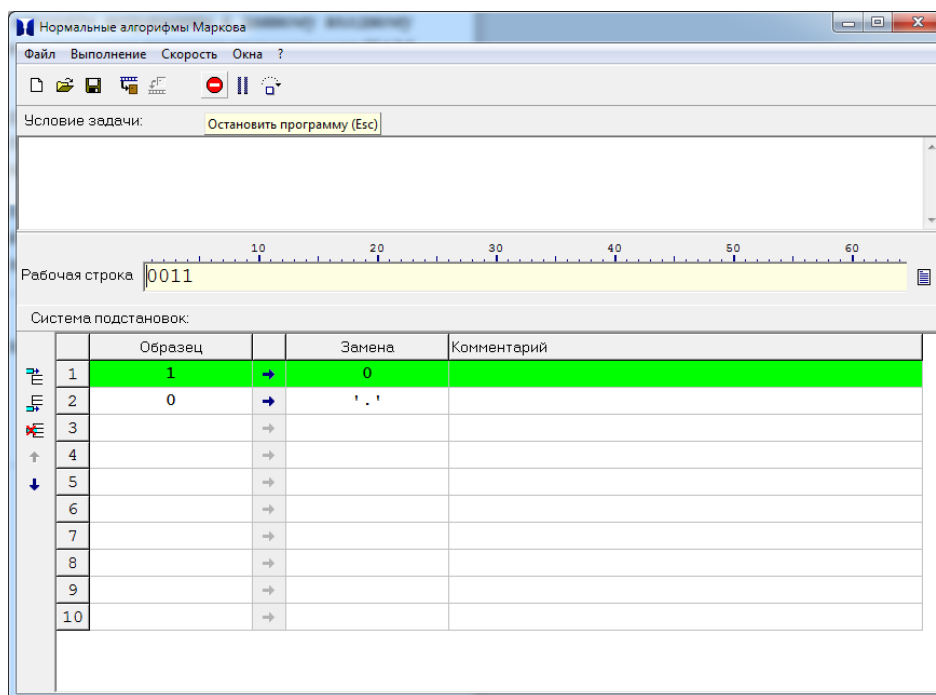 Нормальные алгорифмы Маркова
Файл Выполнение Скорость Окна ?
Условие задачи:
Остановить программу (Esc)
10 20 30 40 50 60
Рабочая строка 0011
Система подстановок:
Образец Замена Комментарий
1 1 → 0
2 0 → '.'
3 →
4 →
5 →
6 →
7 →
8 →
9 →
10 →